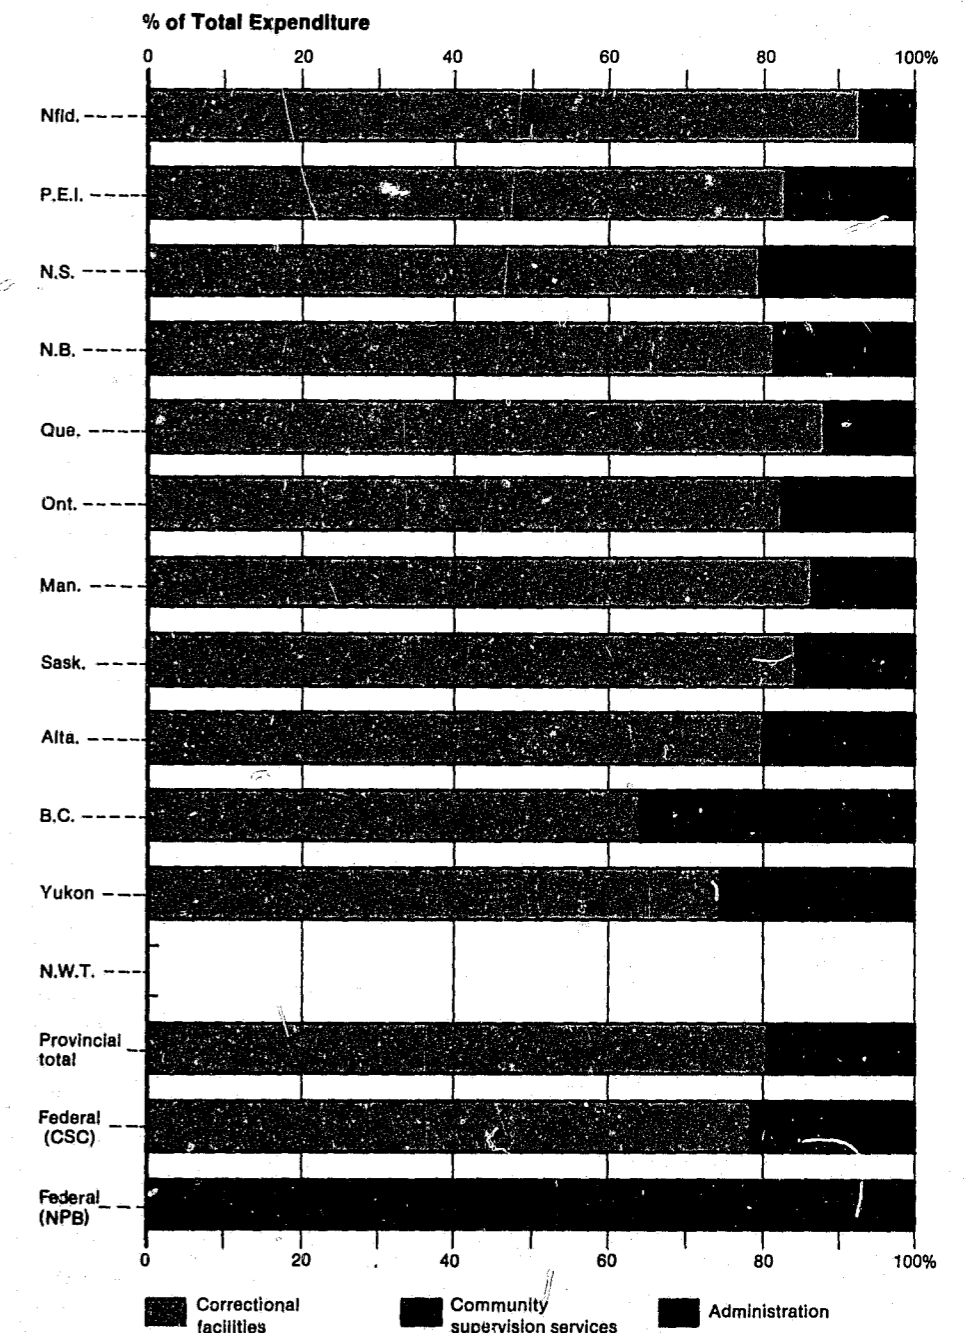 % of Total Expenditure
0 20 40 60 80 100%
Nfld.
P.E.I.
N.S.
N.B.
Que.
Ont.
Man.
Sask.
Alta.
B.C.
Yukon
N.W.T.
Provincial
total
Federal
(CSC)
Federal
(NPB)
0 20 40 60 80 100%
Correctional
facilities
Community
supervision services
Administration